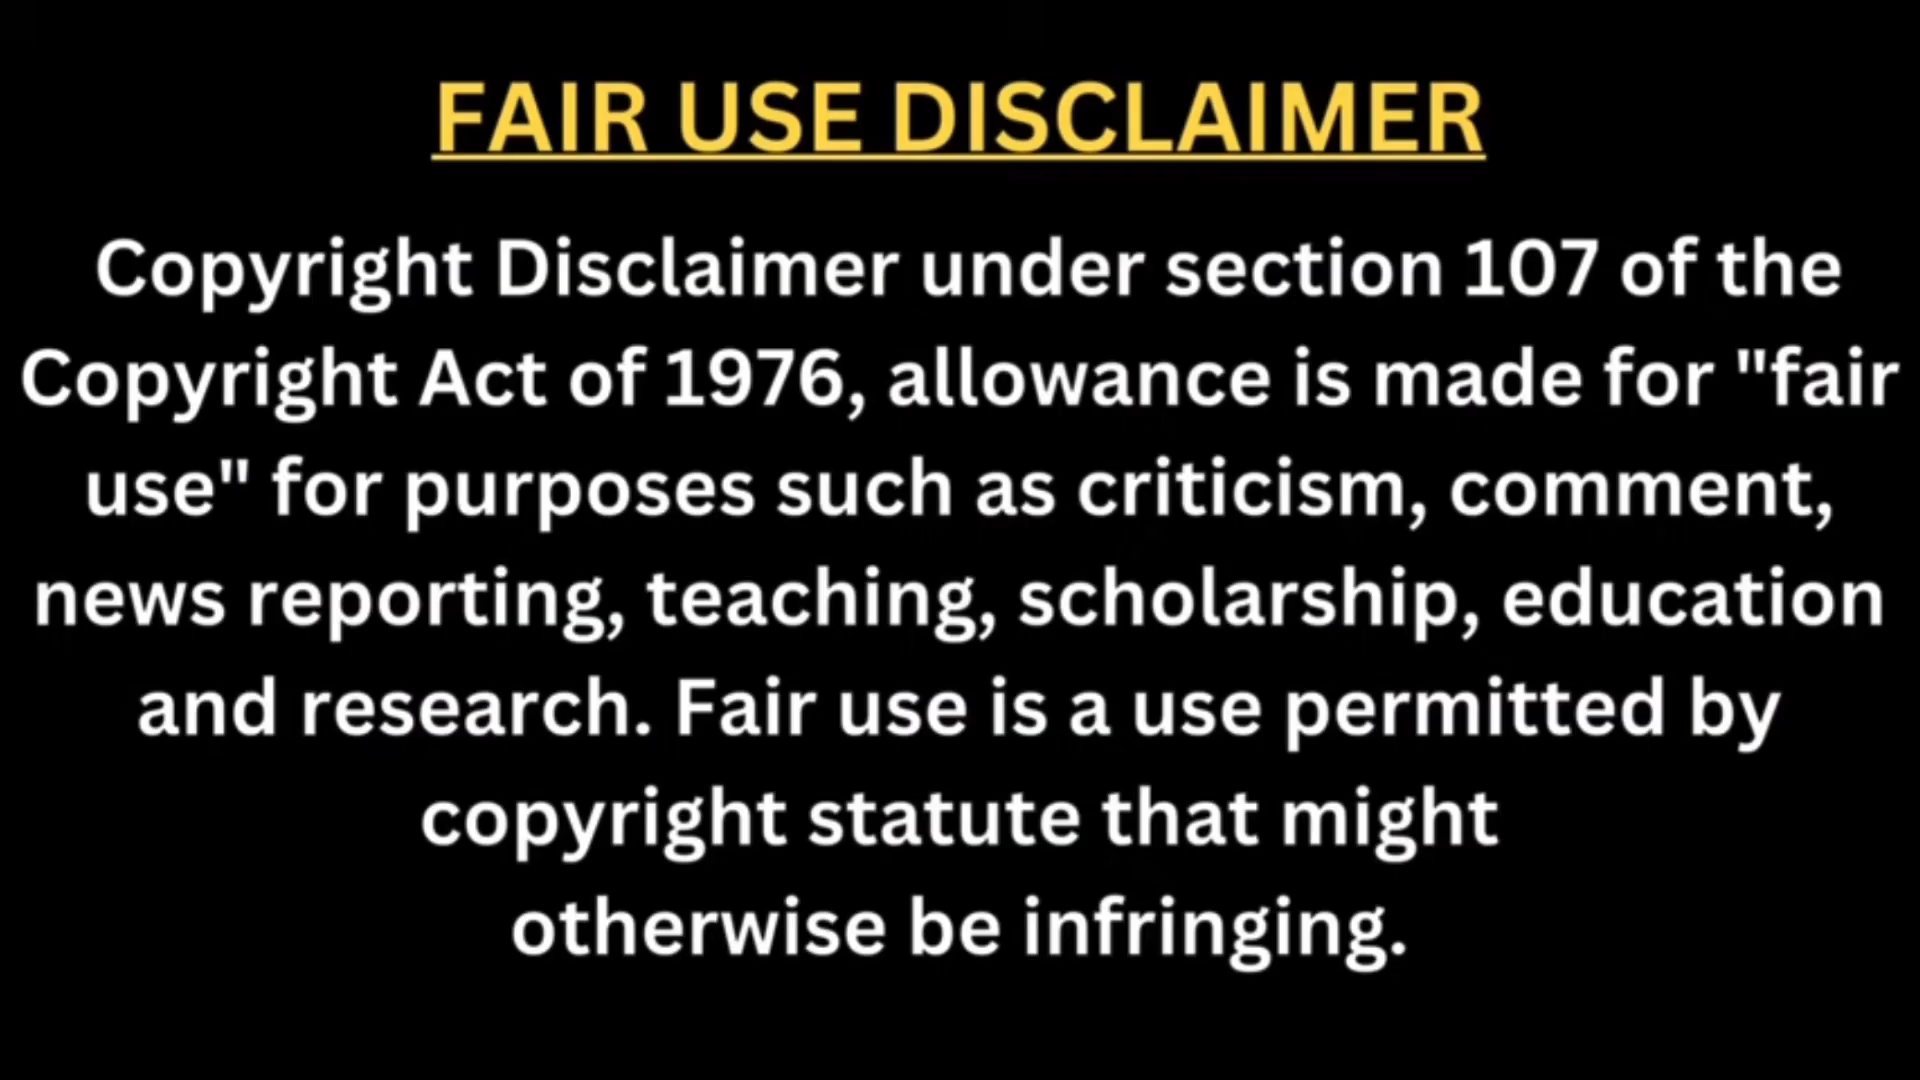 FAIR USE DISCLAIMER
Copyright Disclaimer under section 107 of the
Copyright Act of 1976, allowance is made for "fair
use" for purposes such as criticism, comment,
news reporting, teaching, scholarship, education
and research. Fair use is a use permitted by
copyright statute that might
otherwise be infringing.